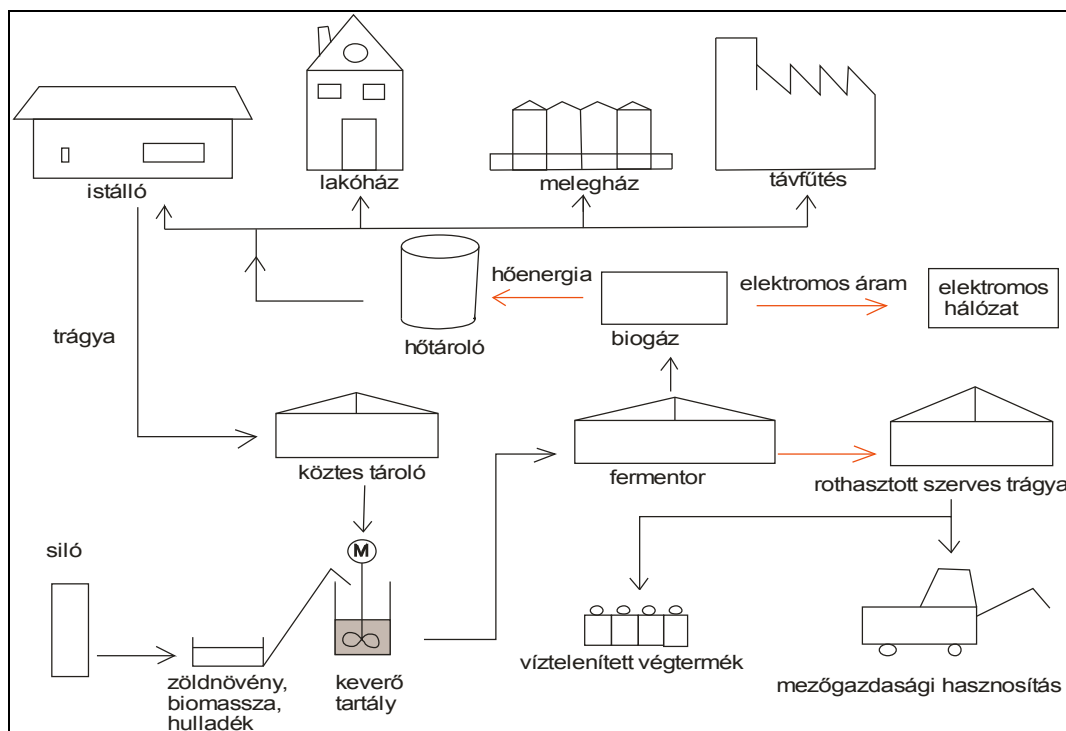 istálló
lakóház
melegház
távfűtés
hőenergia
elektromos áram
elektromos
hálózat
hőtároló
biogáz
trágya
köztes tároló
fermentor
rothasztott szerves trágya
siló
M
zöldnövény,
biomassza,
hulladék
keverő
tartály
víztelenített végtermék
mezőgazdasági hasznosítás